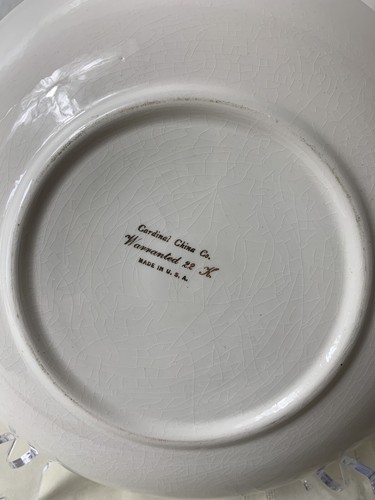 Cardinal China Co.
Warranted 22 K
MADE IN U.S.A.